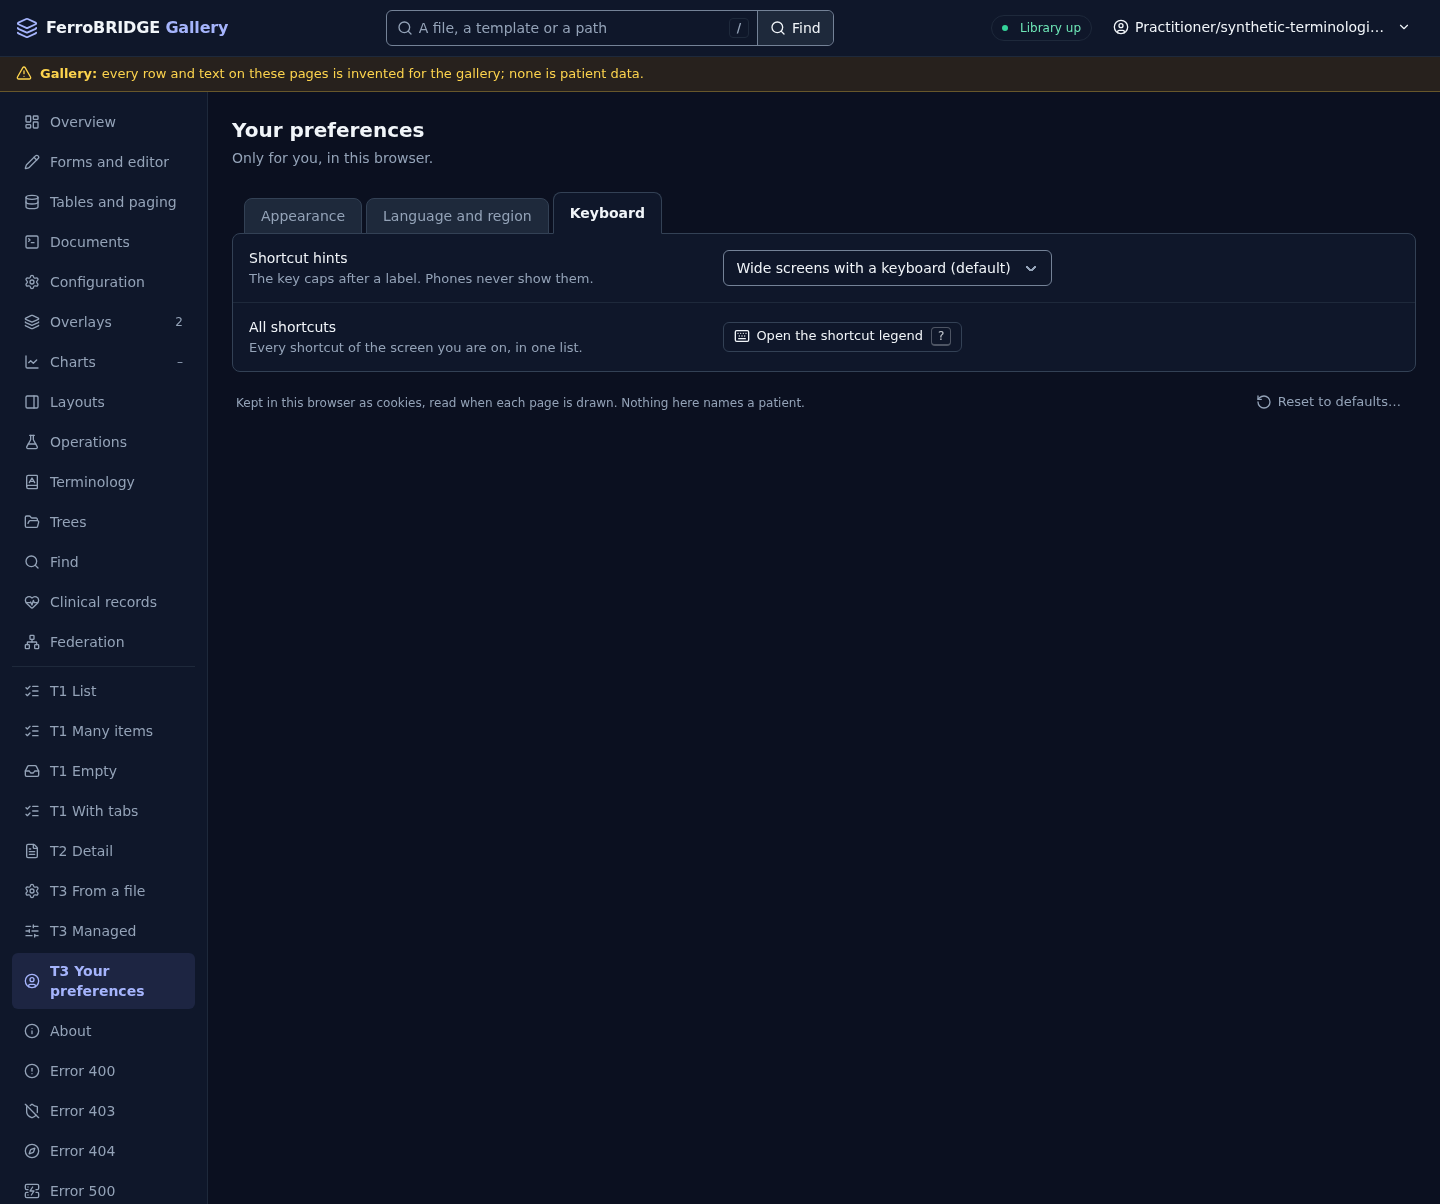 FerroBRIDGE Gallery
A file, a template or a path
/
Find
Library up
Practitioner/synthetic-terminologi…
Gallery: every row and text on these pages is invented for the gallery; none is patient data.
Overview
Forms and editor
Tables and paging
Documents
Configuration
Overlays 2
Charts –
Layouts
Operations
Terminology
Trees
Find
Clinical records
Federation
T1 List
T1 Many items
T1 Empty
T1 With tabs
T2 Detail
T3 From a file
T3 Managed
T3 Your
preferences
About
Error 400
Error 403
Error 404
Error 500
Your preferences
Only for you, in this browser.
Appearance
Language and region
Keyboard
Shortcut hints
The key caps after a label. Phones never show them.
Wide screens with a keyboard (default)
All shortcuts
Every shortcut of the screen you are on, in one list.
Open the shortcut legend ?
Kept in this browser as cookies, read when each page is drawn. Nothing here names a patient.
Reset to defaults…